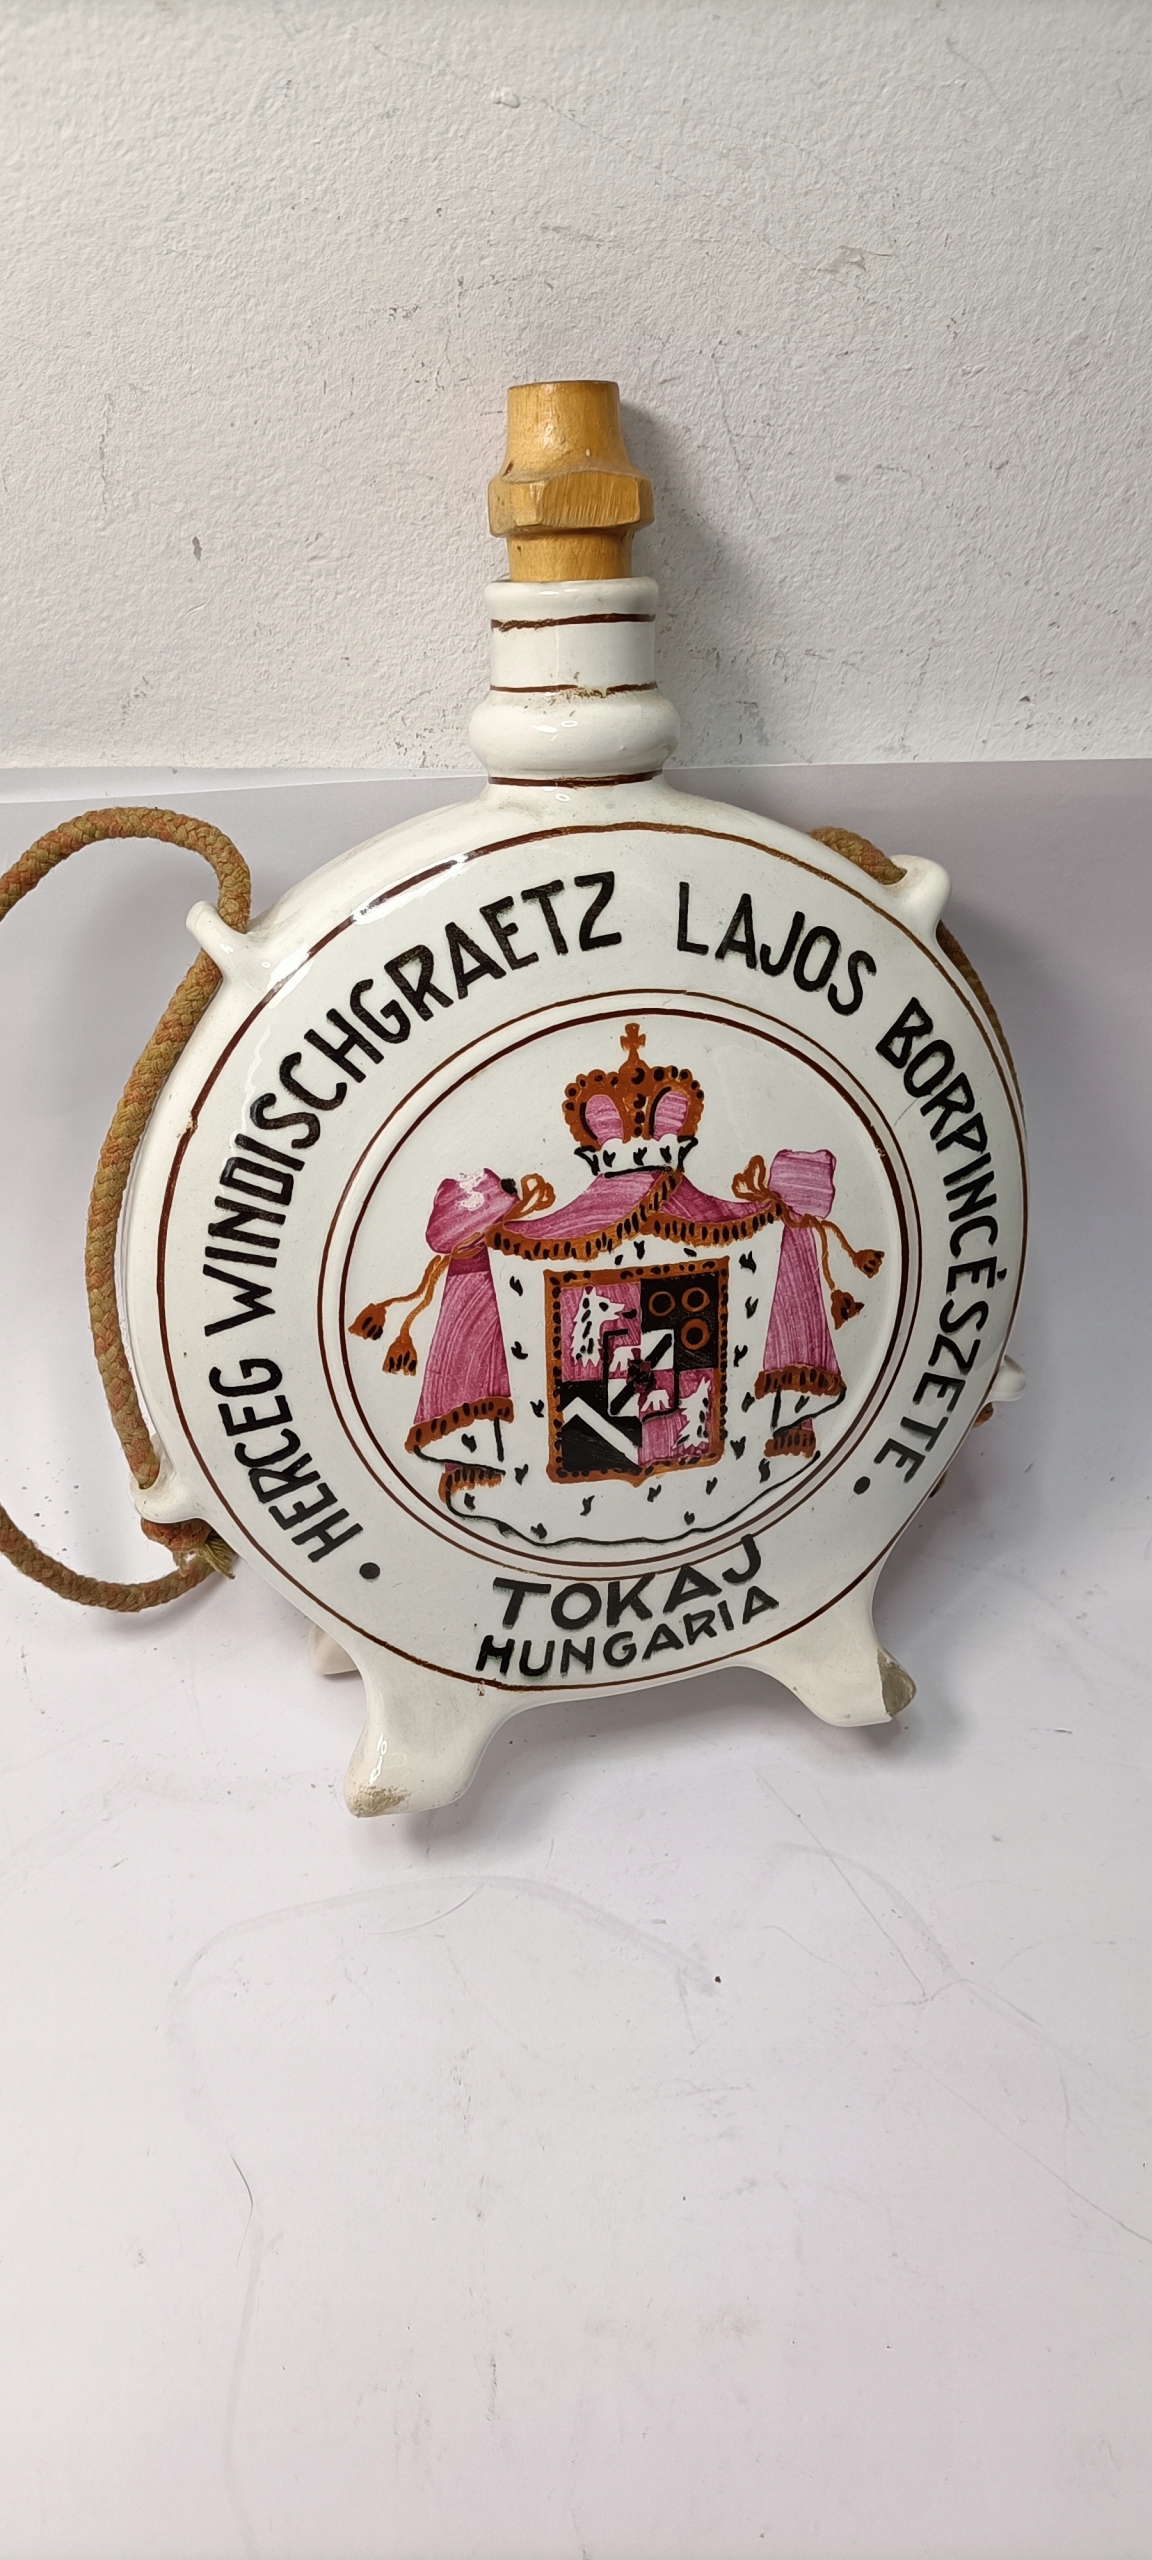 • HERCEG WINDISCHGRAETZ LAJOS BORPINCÉSZETE •
TOKAJ
HUNGARIA